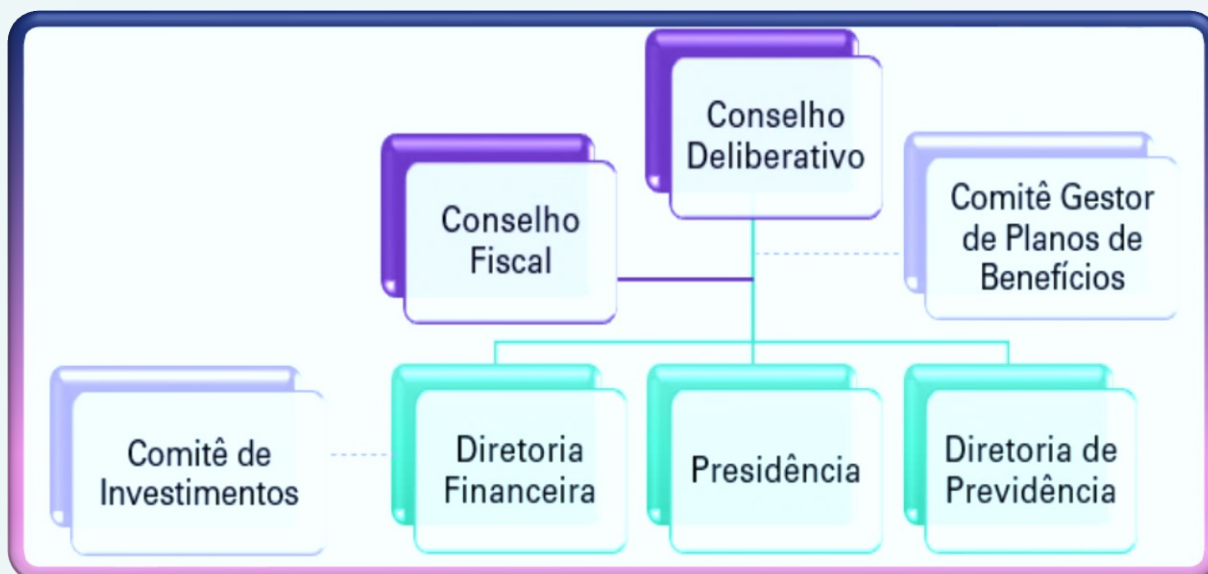 Conselho
Deliberativo
Conselho
Fiscal
Comitê Gestor
de Planos de
Benefícios
Comitê de
Investimentos
Diretoria
Financeira
Presidência
Diretoria de
Previdência